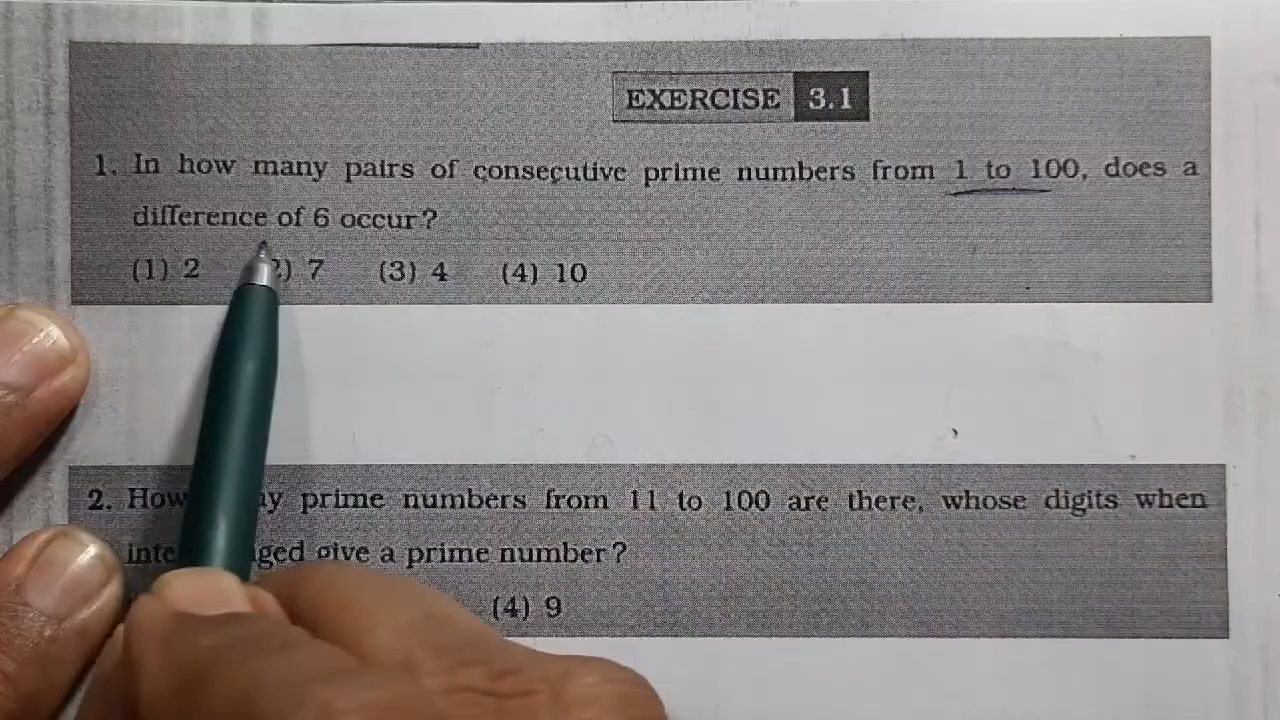 EXERCISE 3.1
1. In how many pairs of consecutive prime numbers from 1 to 100, does a
difference of 6 occur?
(1) 2 2) 7 (3) 4 (4) 10
2. How prime numbers from 11 to 100 are there, whose digits when
give a prime number?
(4) 9